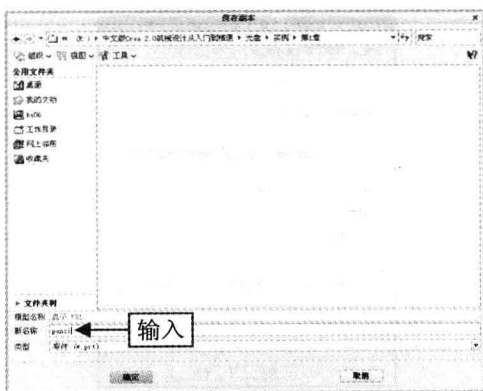 保存副本
中文版Creo 2.0机械设计从入门到精通 ▸ 光盘 ▸ 实例 ▸ 第1章
搜索
组织 视图 工具
公用文件夹
桌面
我的文档
工作目录
网上邻居
收藏夹
文件夹树
模型名称
新名称 pencil
输入
类型 零件 (*.prt)
确定 取消